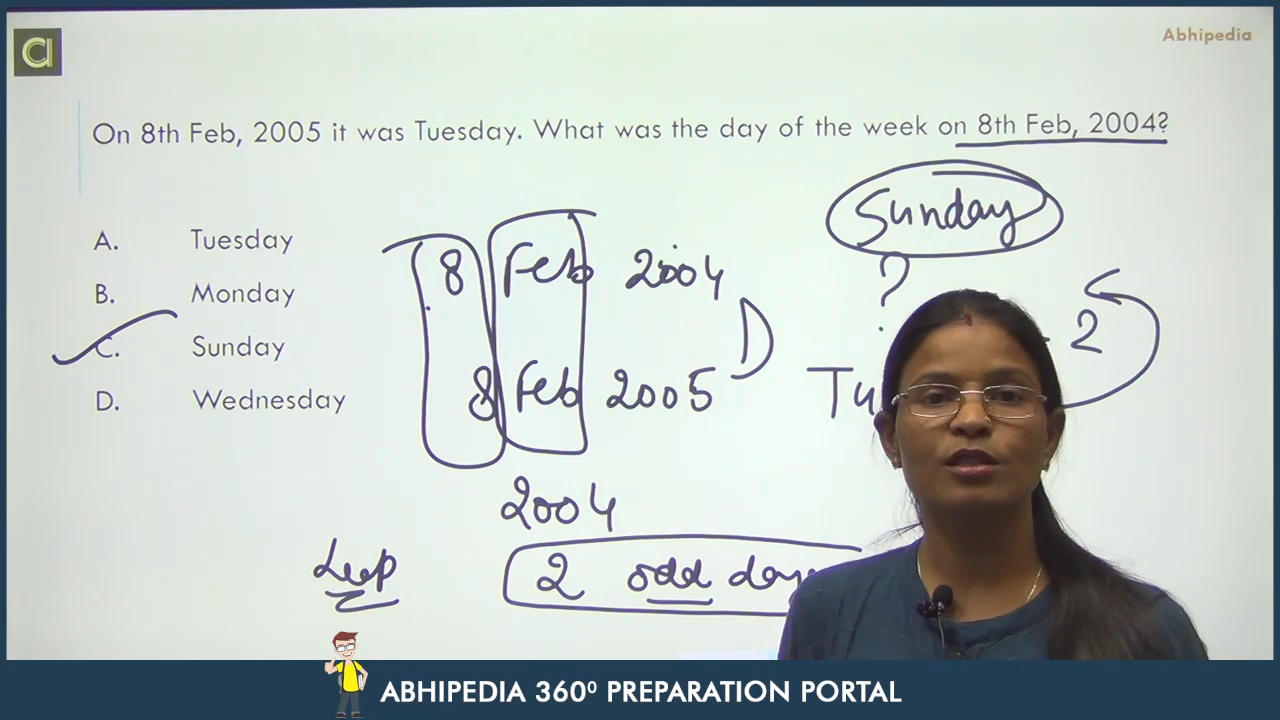 Abhipedia
On 8th Feb, 2005 it was Tuesday. What was the day of the week on 8th Feb, 2004?
Sunday
A. Tuesday
8 Feb 2004
?
B. Monday
2
C. Sunday
8 Feb 2005
Tu
D. Wednesday
2004
Leap
2 odd days
ABHIPEDIA 360⁰ PREPARATION PORTAL